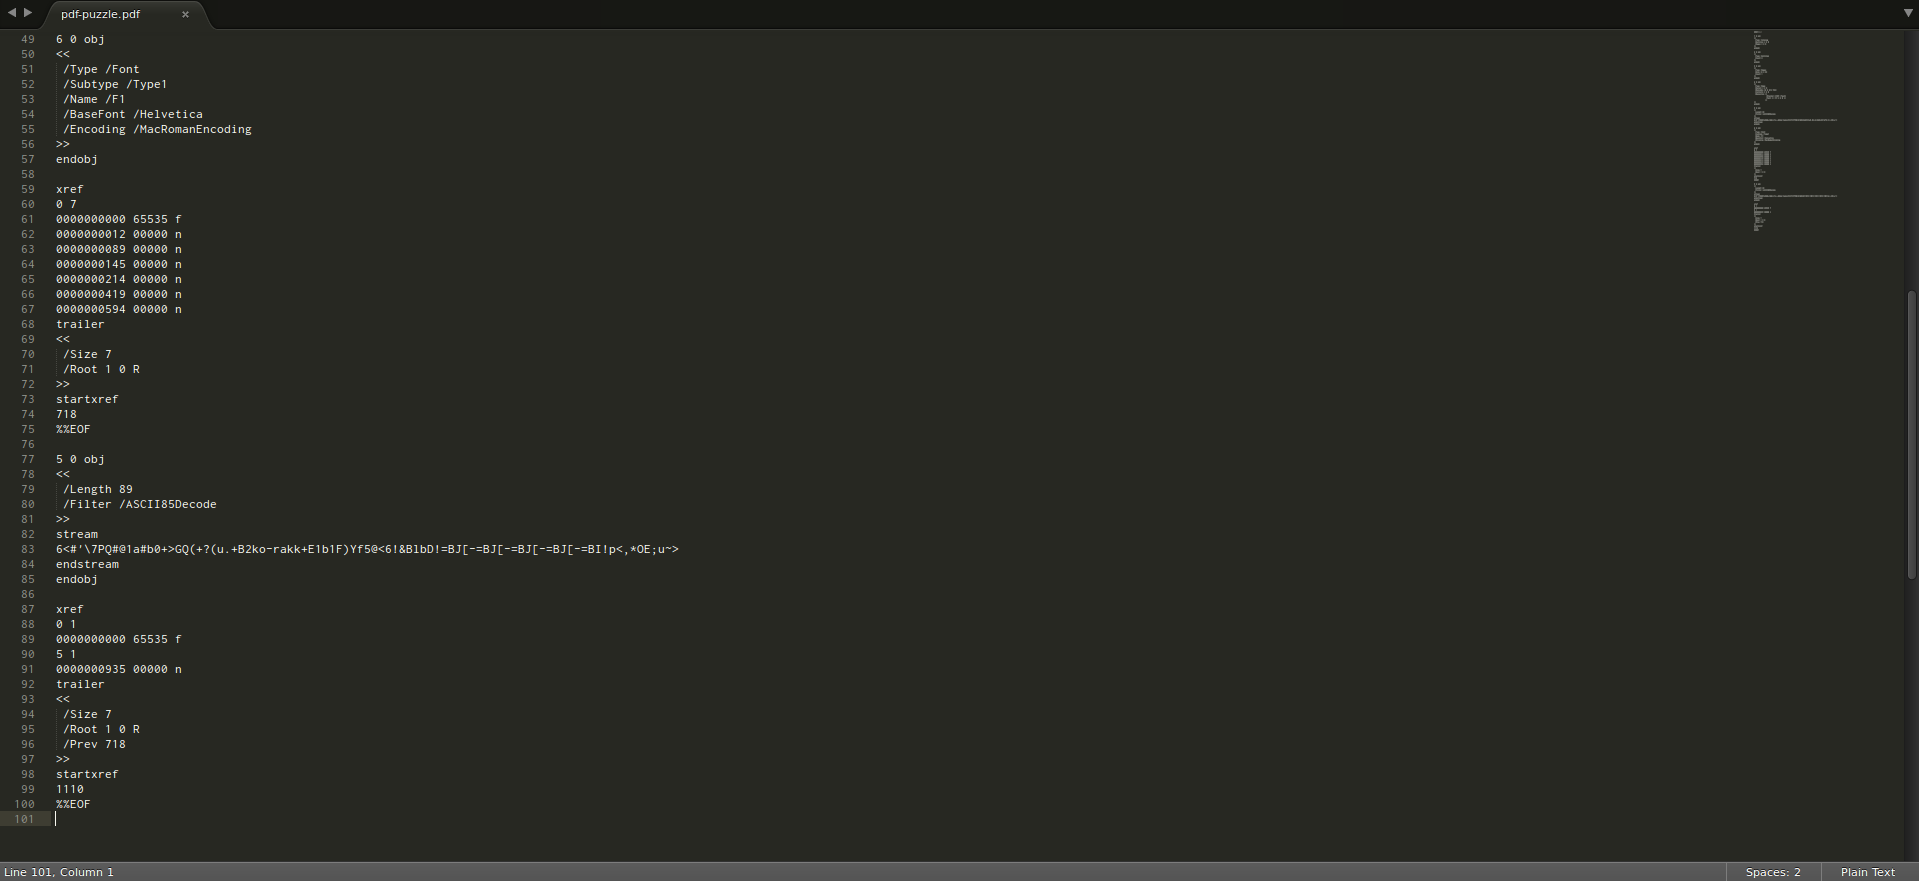 pdf-puzzle.pdf ×
49 6 0 obj
50 <<
51 /Type /Font
52 /Subtype /Type1
53 /Name /F1
54 /BaseFont /Helvetica
55 /Encoding /MacRomanEncoding
56 >>
57 endobj
58
59 xref
60 0 7
61 0000000000 65535 f
62 0000000012 00000 n
63 0000000089 00000 n
64 0000000145 00000 n
65 0000000214 00000 n
66 0000000419 00000 n
67 0000000594 00000 n
68 trailer
69 <<
70 /Size 7
71 /Root 1 0 R
72 >>
73 startxref
74 718
75 %%EOF
76
77 5 0 obj
78 <<
79 /Length 89
80 /Filter /ASCII85Decode
81 >>
82 stream
83 6<#'\7PQ#@1a#b0+>GQ(+?(u.+B2ko-rakk+E1b1F)Yf5@<6!&BlbD!=BJ[-=BJ[-=BJ[-=BJ[-=BI!p<,*OE;u~>
84 endstream
85 endobj
86
87 xref
88 0 1
89 0000000000 65535 f
90 5 1
91 0000000935 00000 n
92 trailer
93 <<
94 /Size 7
95 /Root 1 0 R
96 /Prev 718
97 >>
98 startxref
99 1110
100 %%EOF
101
Line 101, Column 1
Spaces: 2
Plain Text